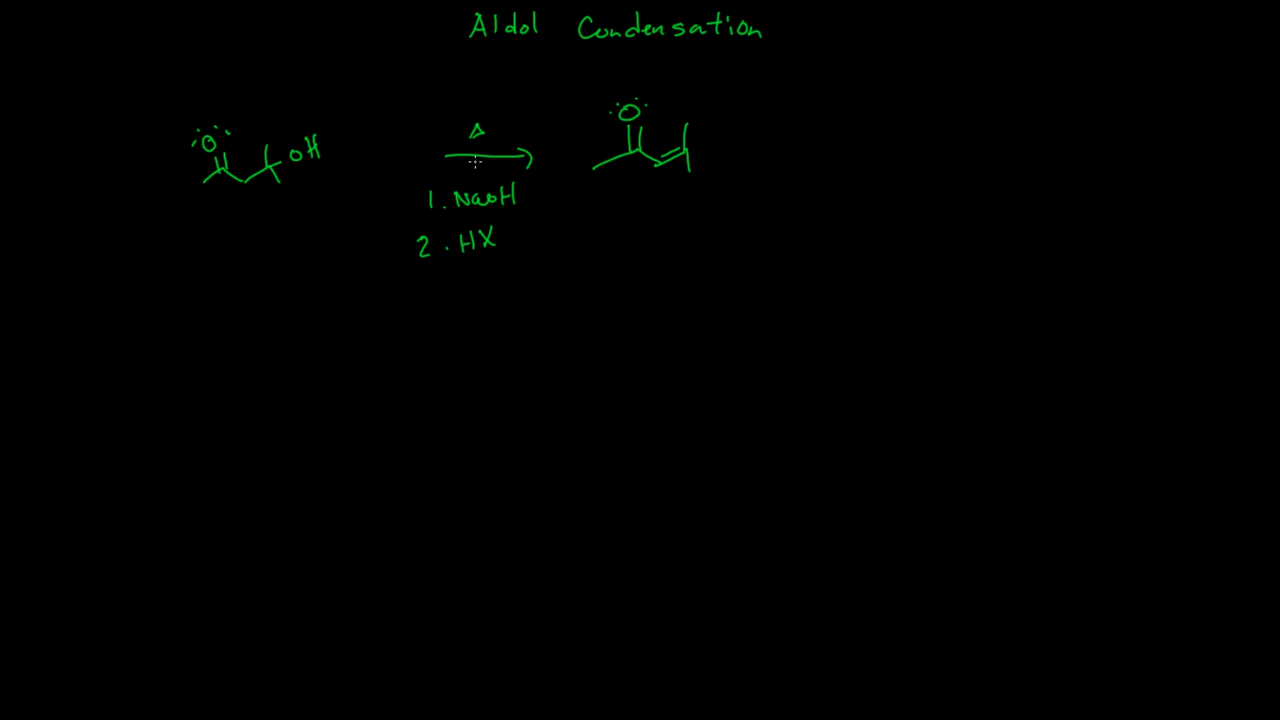 Aldol Condensation
:O:
:O: OH
Δ
1. NaOH
2. HX